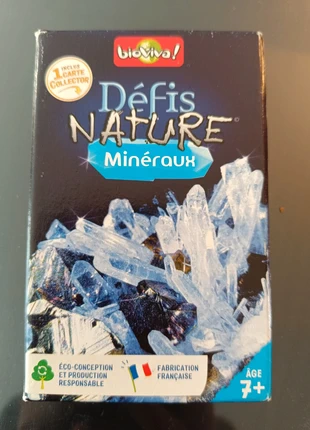 bioviva!
1 CARTE
COLLECTOR
Défis
NATURE©
Minéraux
ÉCO-CONCEPTION
ET PRODUCTION
RESPONSABLE
FABRICATION
FRANÇAISE
ÂGE
7+